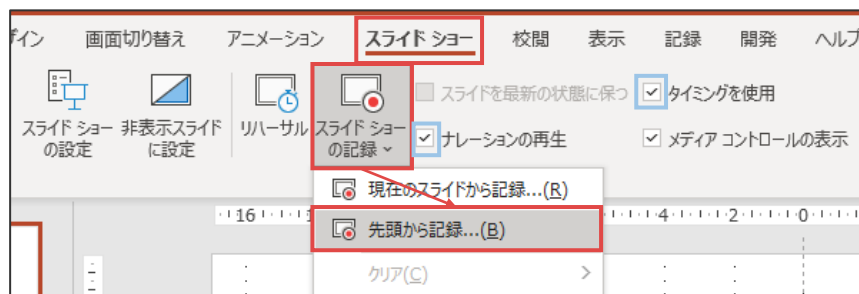 ザイン 画面切り替え アニメーション スライド ショー 校閲 表示 記録 開発 ヘルプ
スライド ショー
の設定
非表示スライド
に設定
リハーサル
スライド ショー
の記録
スライドを最新の状態に保つ
ナレーションの再生
タイミングを使用
メディア コントロールの表示
現在のスライドから記録...(R)
先頭から記録...(B)
クリア(C)
16 4 2 0